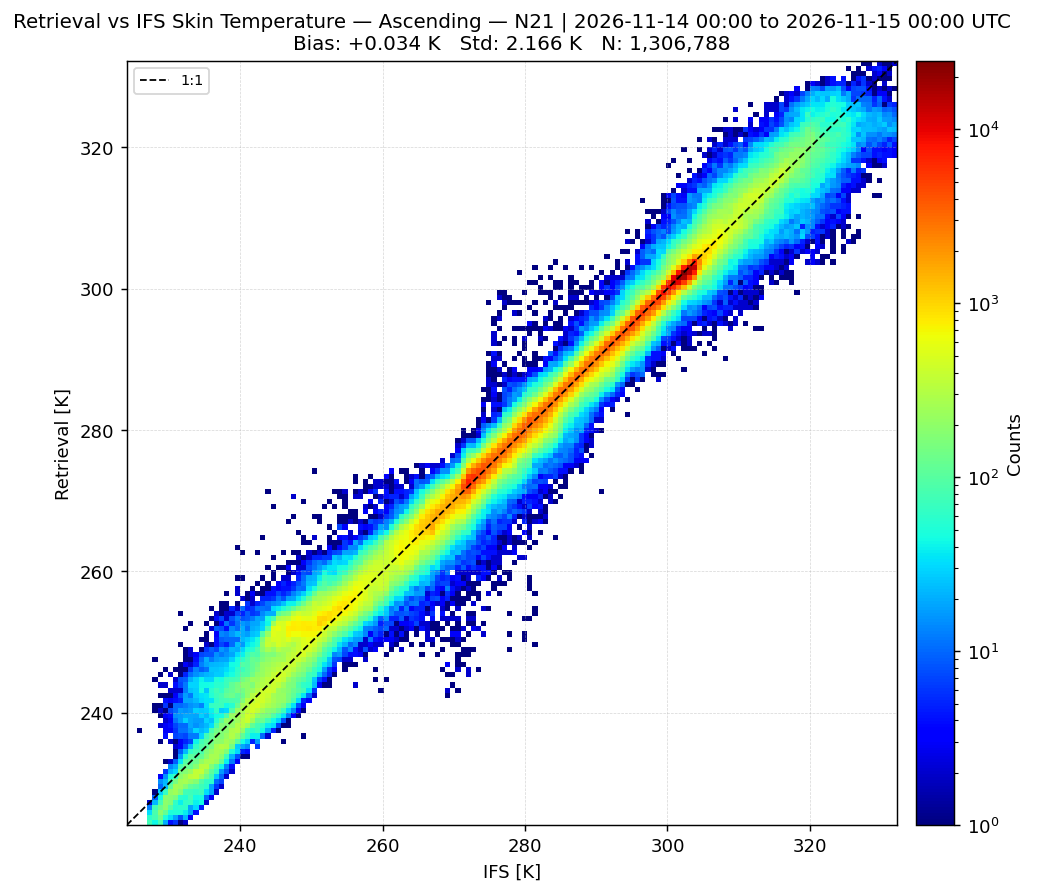 Retrieval vs IFS Skin Temperature — Ascending — N21 | 2026-11-14 00:00 to 2026-11-15 00:00 UTC
Bias: +0.034 K   Std: 2.166 K   N: 1,306,788
1:1
320
300
280
260
240
Retrieval [K]
240 260 280 300 320
IFS [K]
10⁴
10³
10²
10¹
10⁰
Counts